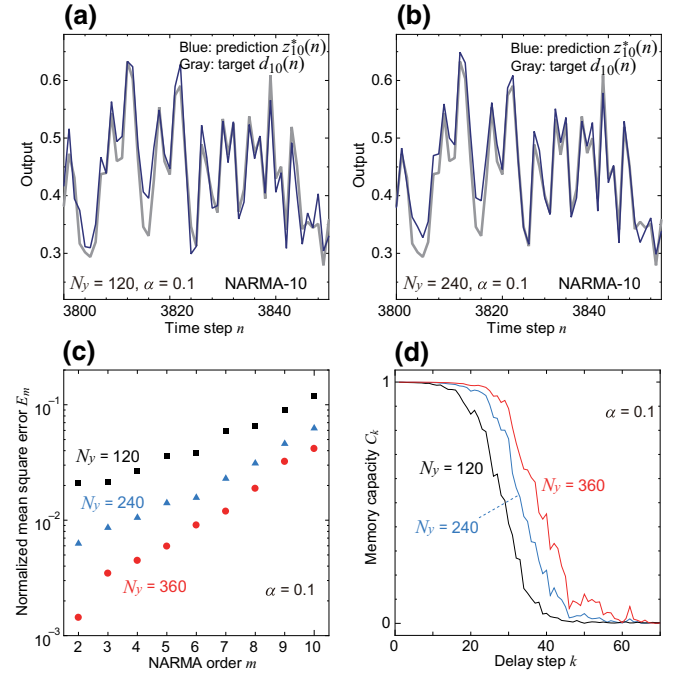 (a)
Blue: prediction z*10(n)
Gray: target d10(n)
0.6
0.5
0.4
0.3
Output
Ny = 120, α = 0.1
NARMA-10
3800
3820
3840
Time step n
(b)
Blue: prediction z*10(n)
Gray: target d10(n)
0.6
0.5
0.4
0.3
Output
Ny = 240, α = 0.1
NARMA-10
3800
3820
3840
Time step n
(c)
Normalized mean square error Em
10⁻¹
10⁻²
10⁻³
Ny = 120
Ny = 240
Ny = 360
α = 0.1
2 3 4 5 6 7 8 9 10
NARMA order m
(d)
Memory capacity Ck
1
0
α = 0.1
Ny = 120
Ny = 360
Ny = 240
0 20 40 60
Delay step k